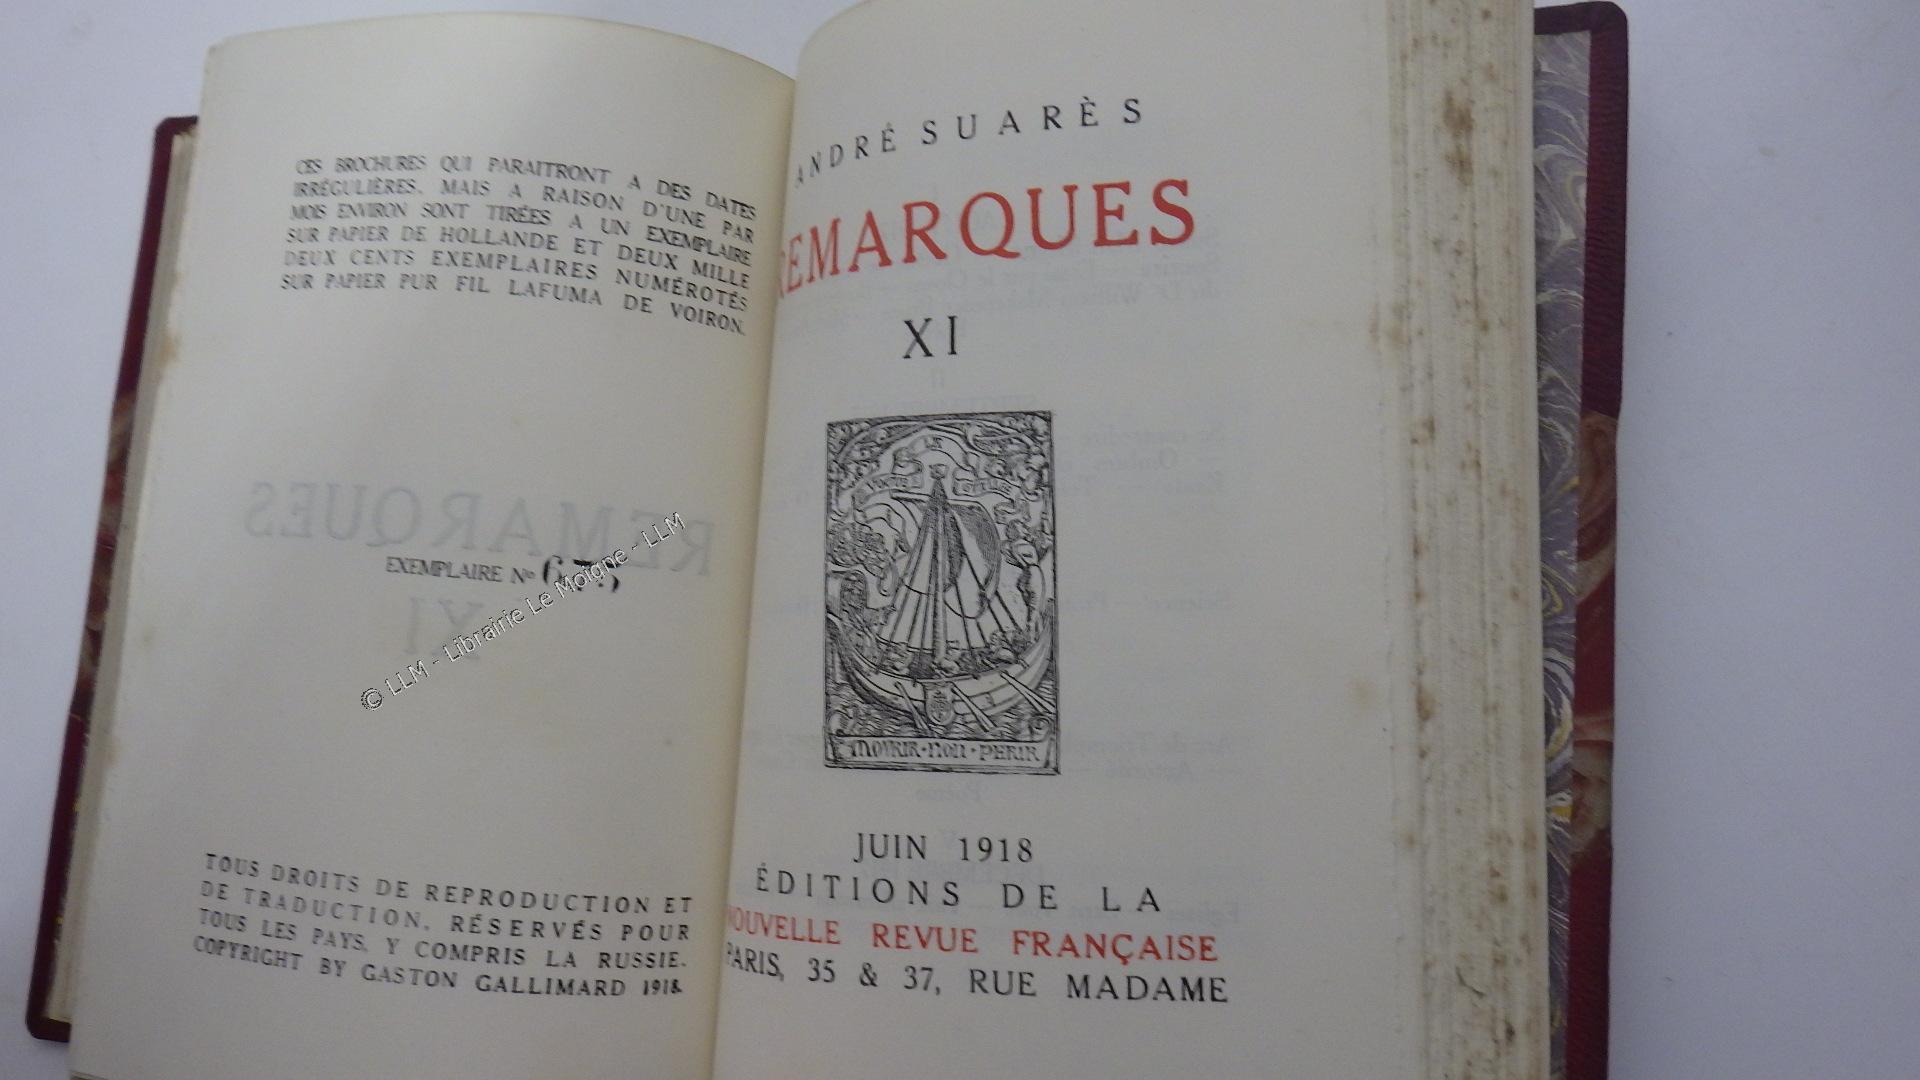 CES BROCHURES QUI PARAITRONT A DES DATES
IRRÉGULIÈRES, MAIS A RAISON D'UNE PAR
MOIS ENVIRON SONT TIRÉES A UN EXEMPLAIRE
SUR PAPIER DE HOLLANDE ET DEUX MILLE
DEUX CENTS EXEMPLAIRES NUMÉROTÉS
SUR PAPIER PUR FIL LAFUMA DE VOIRON.
REMARQUES
EXEMPLAIRE No
XI
© LLM - Librairie Le Moigne - LLM
TOUS DROITS DE REPRODUCTION ET
DE TRADUCTION, RÉSERVÉS POUR
TOUS LES PAYS, Y COMPRIS LA RUSSIE.
COPYRIGHT BY GASTON GALLIMARD 1918.
ANDRÉ SUARÈS
REMARQUES
XI
MOVRIR·NON·PERIR
JUIN 1918
ÉDITIONS DE LA
NOUVELLE REVUE FRANÇAISE
PARIS, 35 & 37, RUE MADAME